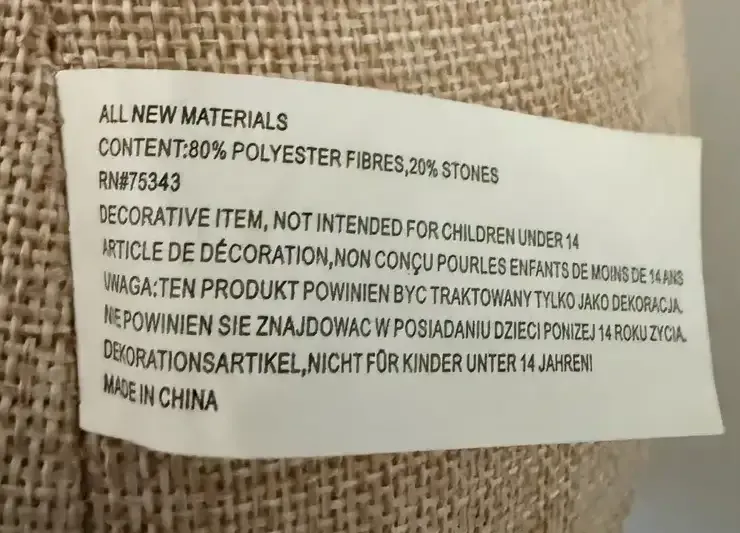 ALL NEW MATERIALS
CONTENT:80% POLYESTER FIBRES,20% STONES
RN#75343
DECORATIVE ITEM, NOT INTENDED FOR CHILDREN UNDER 14
ARTICLE DE DÉCORATION,NON CONÇU POURLES ENFANTS DE MOINS DE 14 ANS
UWAGA:TEN PRODUKT POWINIEN BYC TRAKTOWANY TYLKO JAKO DEKORACJA.
NIE POWINIEN SIE ZNAJDOWAC W POSIADANIU DZIECI PONIZEJ 14 ROKU ZYCIA.
DEKORATIONSARTIKEL,NICHT FÜR KINDER UNTER 14 JAHREN!
MADE IN CHINA